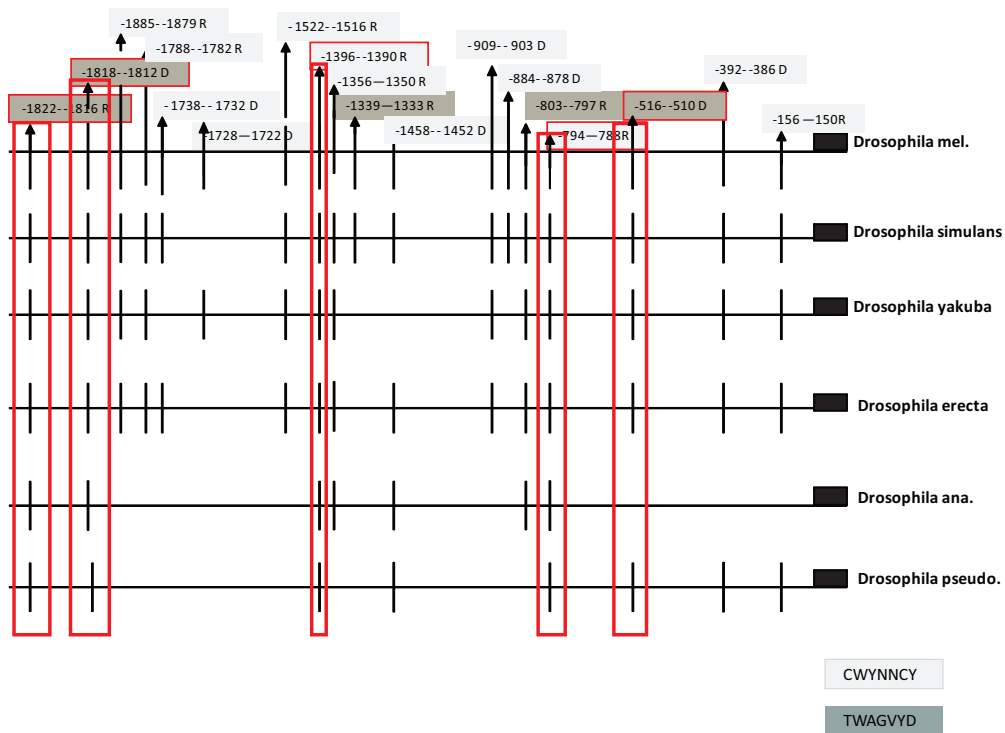 -1885--1879 R
-1788--1782 R
-1818--1812 D
-1822--1816 R
-1738--1732 D
-1728—1722 D
-1522--1516 R
-1396--1390 R
-1356—1350 R
-1339—1333 R
-1458--1452 D
-909--903 D
-884--878 D
-803--797 R
-794—788R
-516--510 D
-392--386 D
-156—150R
Drosophila mel.
Drosophila simulans
Drosophila yakuba
Drosophila erecta
Drosophila ana.
Drosophila pseudo.
CWYNNCY
TWAGVYD